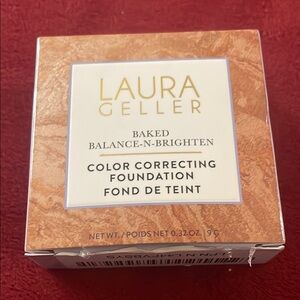 LAURA
GELLER
BAKED
BALANCE-N-BRIGHTEN
COLOR CORRECTING
FOUNDATION
FOND DE TEINT
NET WT. / POIDS NET 0.32 OZ. | 9 G